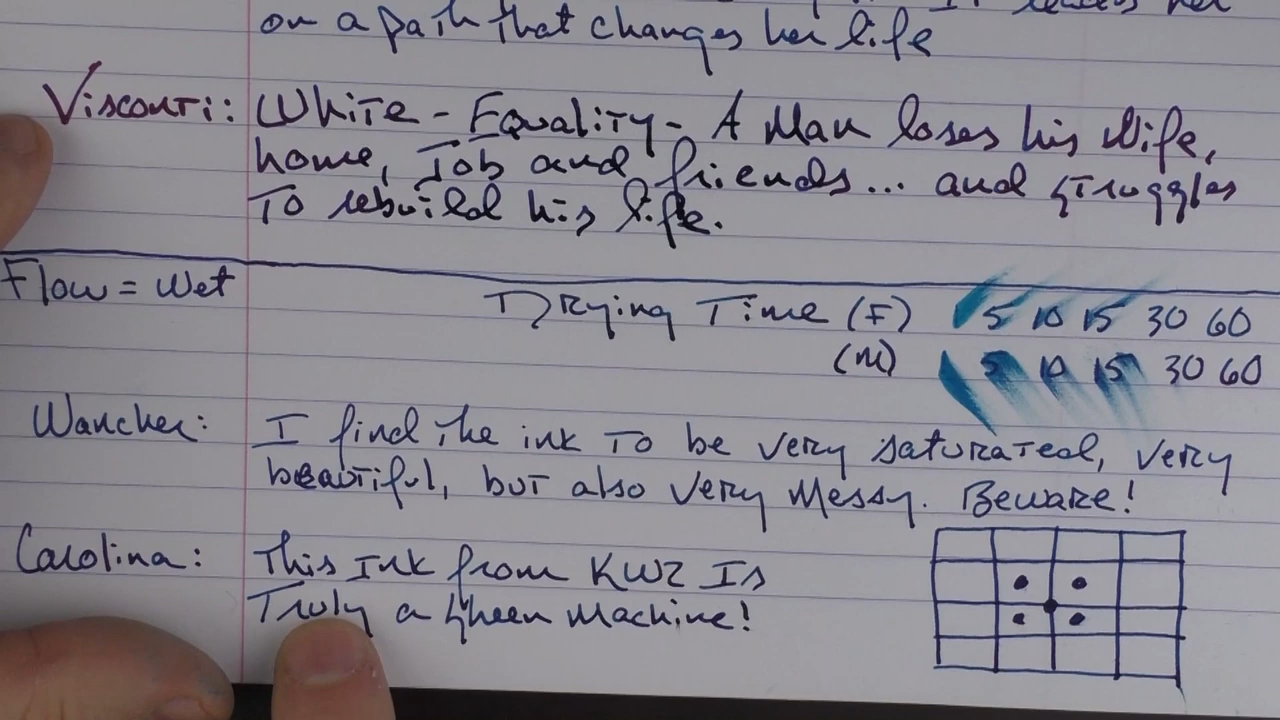 on a path that changes her life
Visconti: White - Equality - A Man loses his Wife,
home, Job and friends... and struggles
To rebuild his life.
Flow = Wet
Drying Time (F) 5 10 15 30 60
(M) 5 10 15 30 60
Wancher: I find the ink to be very saturated, very
beautiful, but also very messy. Beware!
Carolina: This Ink from KWZ Is
Truly a Sheen Machine!